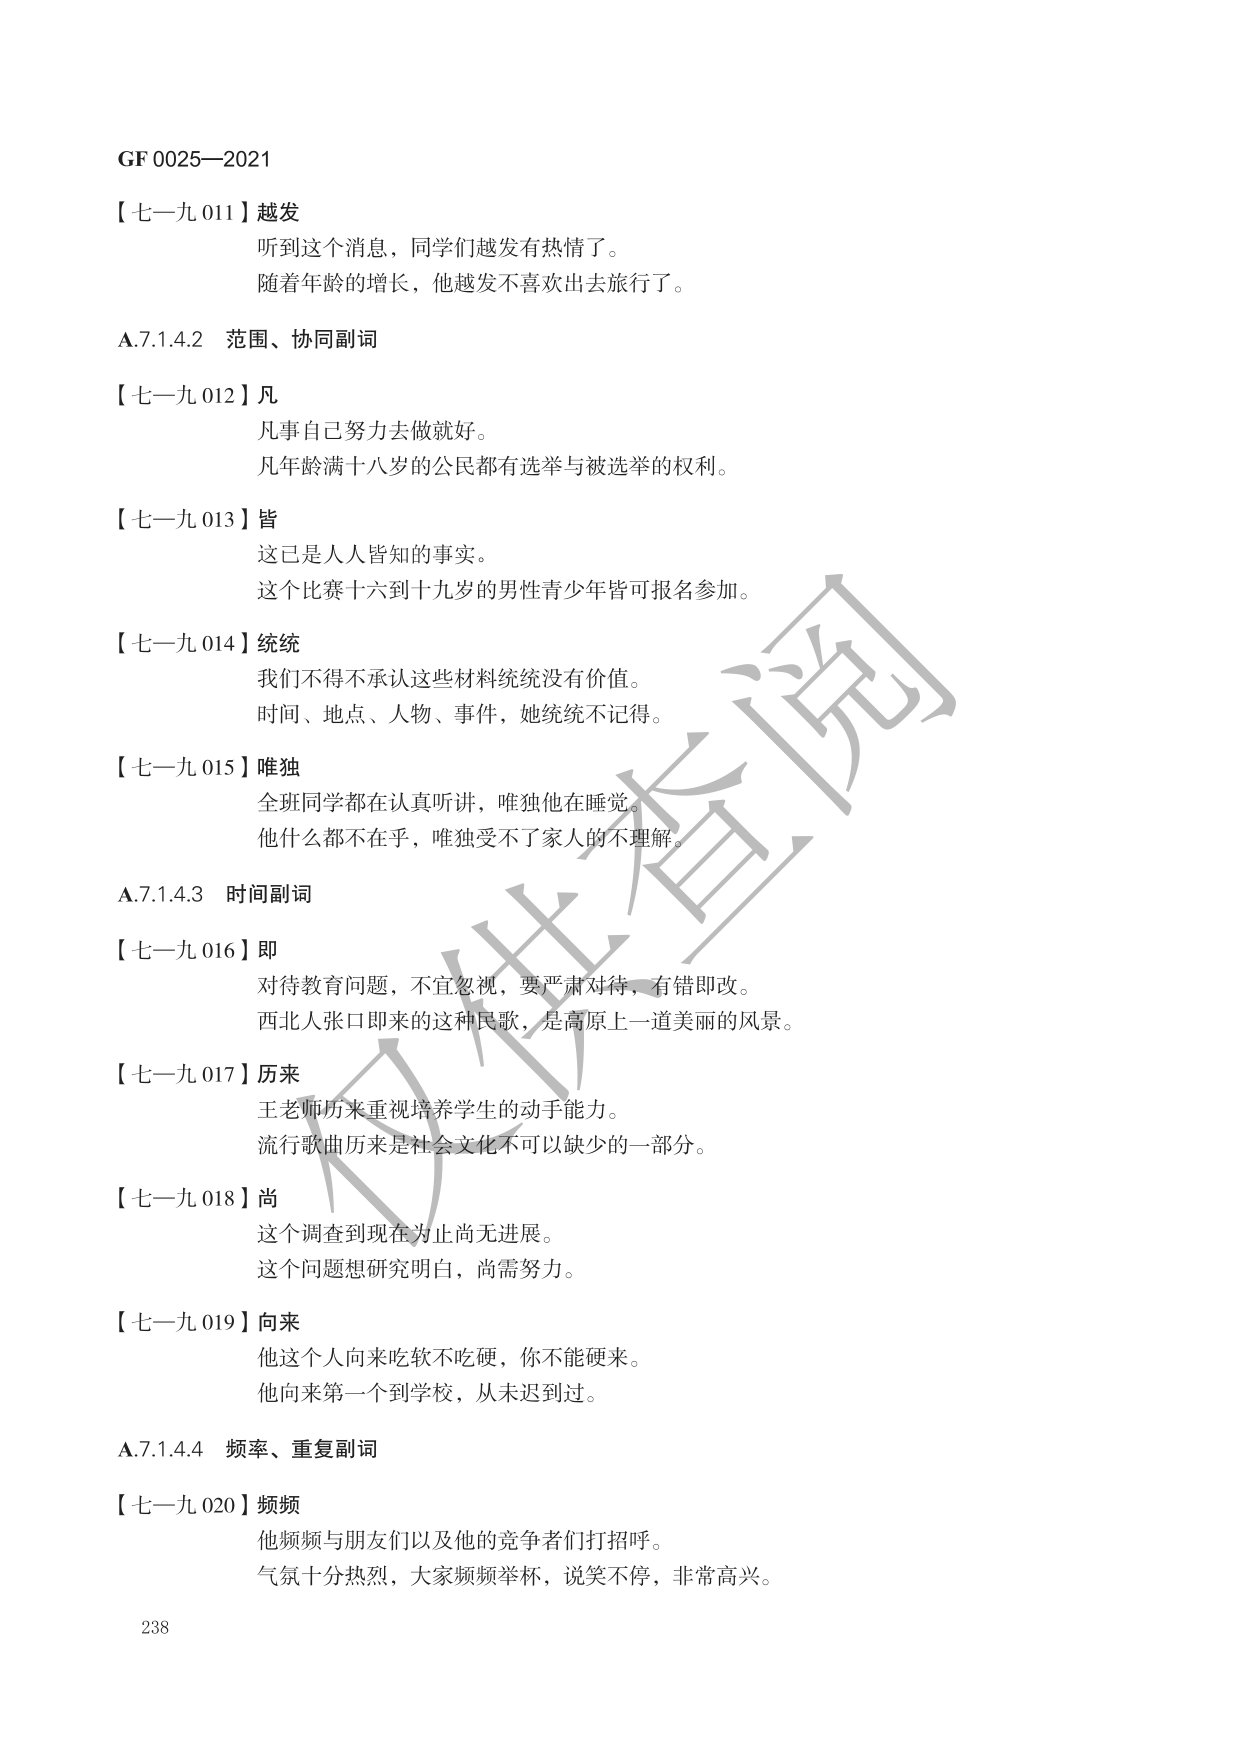 GF 0025—2021
【七—九 011】越发
听到这个消息，同学们越发有热情了。
随着年龄的增长，他越发不喜欢出去旅行了。
A.7.1.4.2 范围、协同副词
【七—九 012】凡
凡事自己努力去做就好。
凡年龄满十八岁的公民都有选举与被选举的权利。
【七—九 013】皆
这已是人人皆知的事实。
这个比赛十六到十九岁的男性青少年皆可报名参加。
【七—九 014】统统
我们不得不承认这些材料统统没有价值。
时间、地点、人物、事件，她统统不记得。
【七—九 015】唯独
全班同学都在认真听讲，唯独他在睡觉。
他什么都不在乎，唯独受不了家人的不理解。
A.7.1.4.3 时间副词
【七—九 016】即
对待教育问题，不宜忽视，要严肃对待，有错即改。
西北人张口即来的这种民歌，是高原上一道美丽的风景。
【七—九 017】历来
王老师历来重视培养学生的动手能力。
流行歌曲历来是社会文化不可以缺少的一部分。
【七—九 018】尚
这个调查到现在为止尚无进展。
这个问题想研究明白，尚需努力。
【七—九 019】向来
他这个人向来吃软不吃硬，你不能硬来。
他向来第一个到学校，从未迟到过。
A.7.1.4.4 频率、重复副词
【七—九 020】频频
他频频与朋友们以及他的竞争者们打招呼。
气氛十分热烈，大家频频举杯，说笑不停，非常高兴。
238
仅供查阅